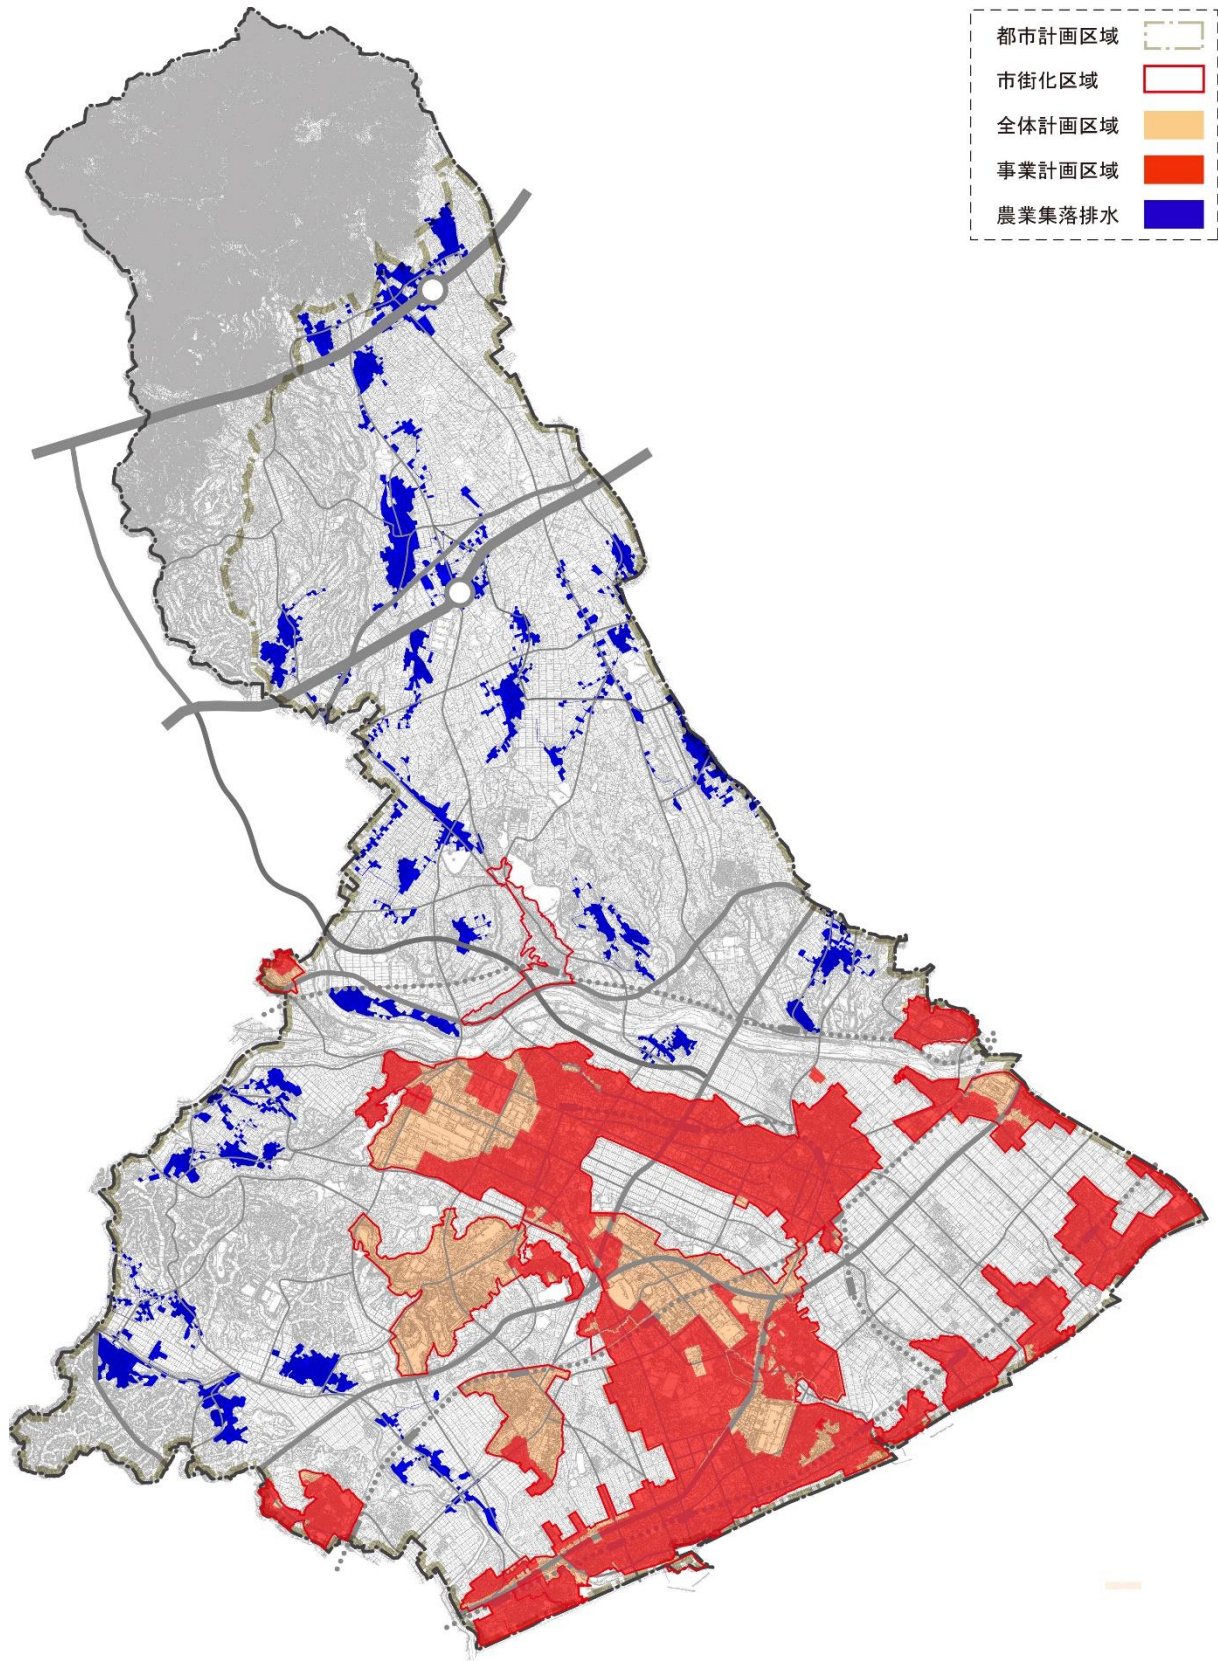 都市計画区域
市街化区域
全体計画区域
事業計画区域
農業集落排水